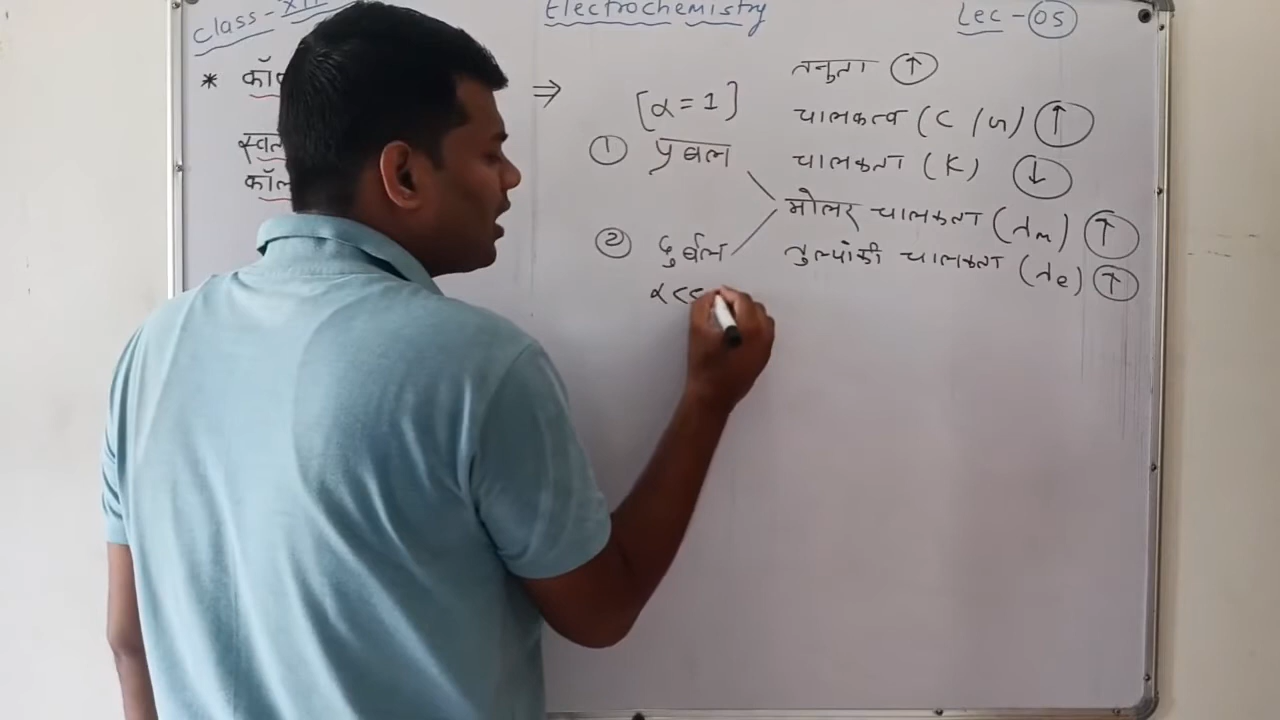 Class - XII
Electrochemistry
Lec - 05
*
⇒
[α = 1]
① प्रबल
② दुर्बल
α <<
तनुता ↑
चालकत्व (C / G) ↑
चालकता (K) ↓
मोलर चालकता (Λm) ↑
तुल्यांकी चालकता (Λe) ↑